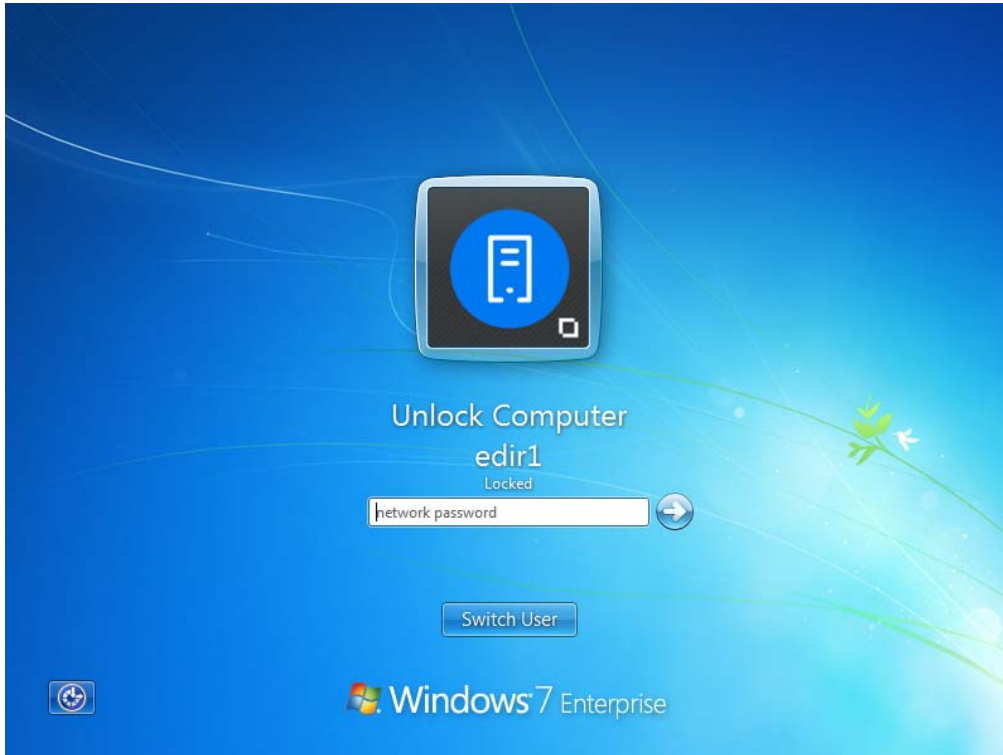 Unlock Computer
edir1
Locked
network password
Switch User
Windows 7 Enterprise